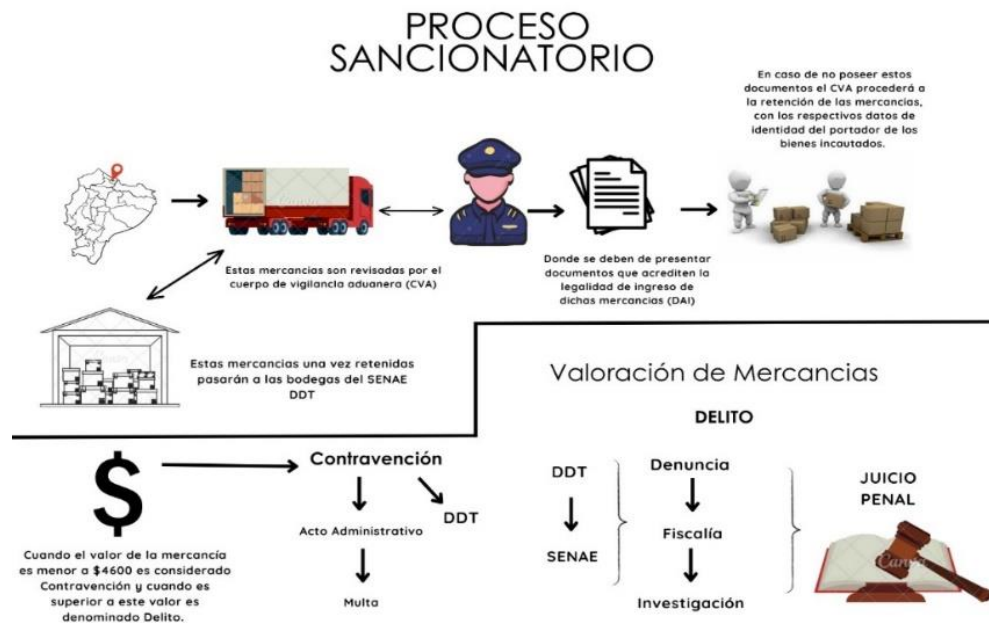 PROCESO
SANCIONATORIO
En caso de no poseer estos
documentos el CVA procederá a
la retención de las mercancías,
con los respectivos datos de
identidad del portador de los
bienes incautados.
Estas mercancias son revisadas por el
cuerpo de vigilancia aduanera (CVA)
Donde se deben de presentar
documentos que acrediten la
legalidad de ingreso de
dichas mercancias (DAI)
Estas mercancias una vez retenidas
pasarán a las bodegas del SENAE
DDT
Valoración de Mercancias
DELITO
$
Contravención
DDT
Acto Administrativo
Multa
Cuando el valor de la mercancía
es menor a $4600 es considerado
Contravención y cuando es
superior a este valor es
denominado Delito.
DDT
SENAE
Denuncia
Fiscalía
Investigación
JUICIO
PENAL
Canva